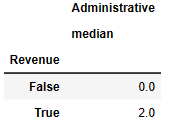 Administrative
median
Revenue
False 0.0
True 2.0